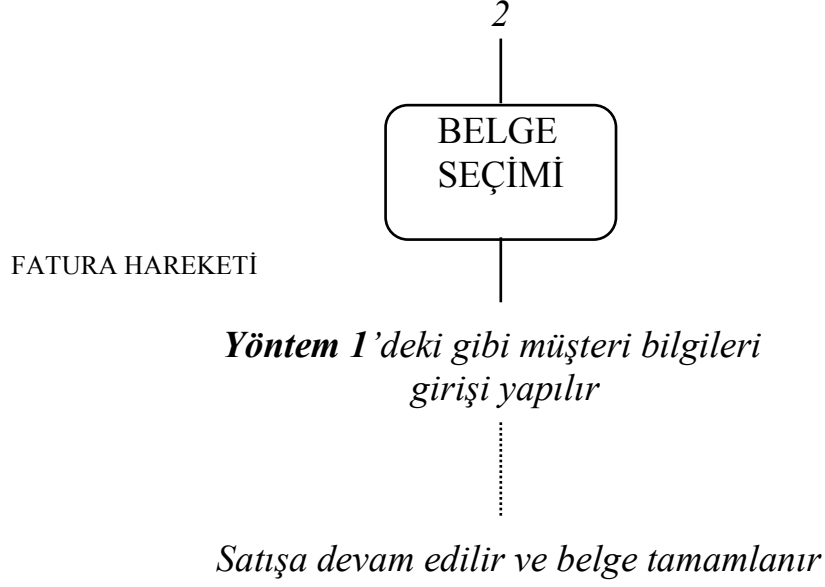 2
BELGE
SEÇİMİ
FATURA HAREKETİ
Yöntem 1’deki gibi müşteri bilgileri
girişi yapılır
Satışa devam edilir ve belge tamamlanır